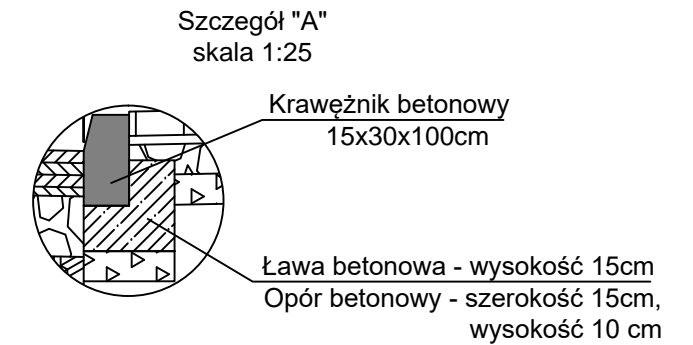 Szczegół "A"
skala 1:25
Krawężnik betonowy
15x30x100cm
Ława betonowa - wysokość 15cm
Opór betonowy - szerokość 15cm,
wysokość 10 cm